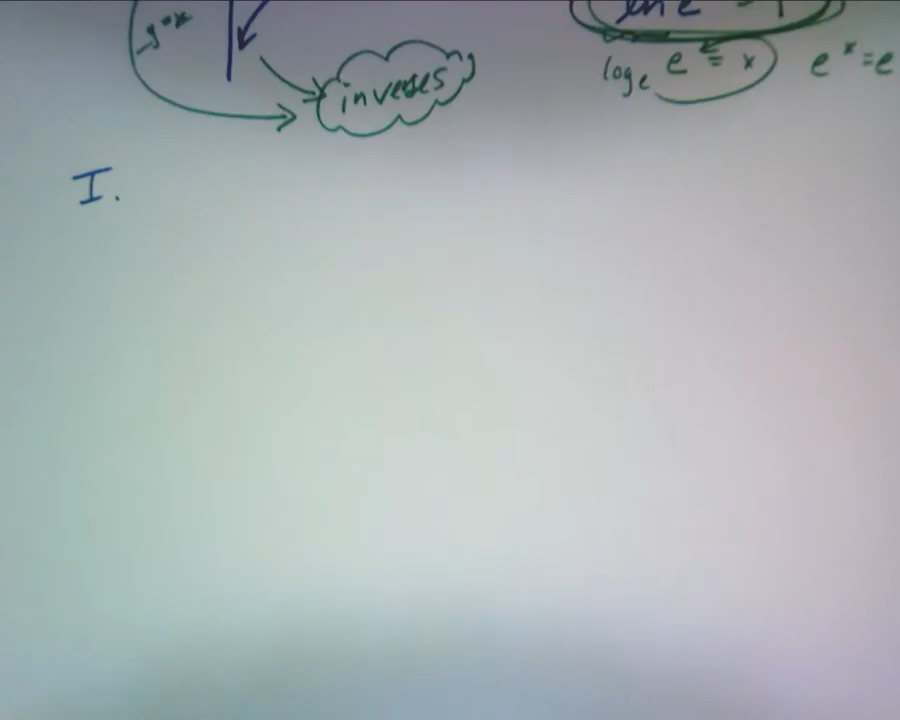 ln e = 1
inverses
log_e e = x e^x = e
I.